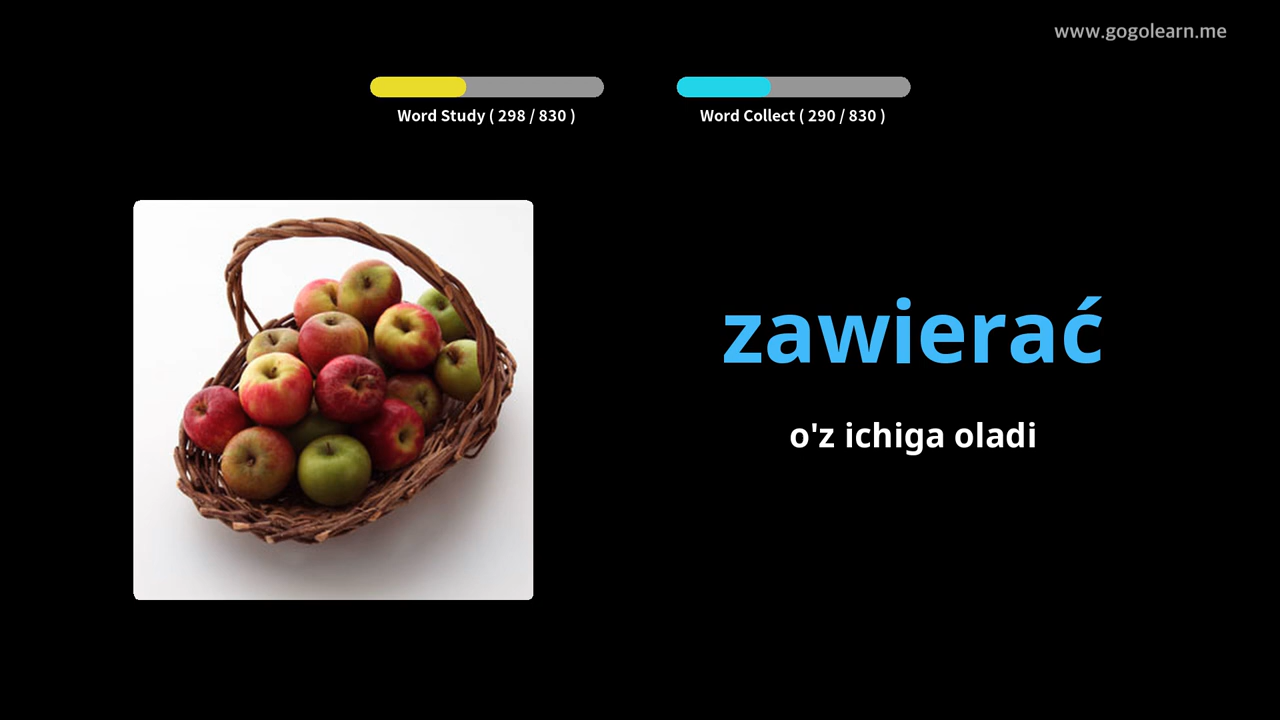 www.gogolearn.me
Word Study ( 298 / 830 )
Word Collect ( 290 / 830 )
zawierać
o'z ichiga oladi